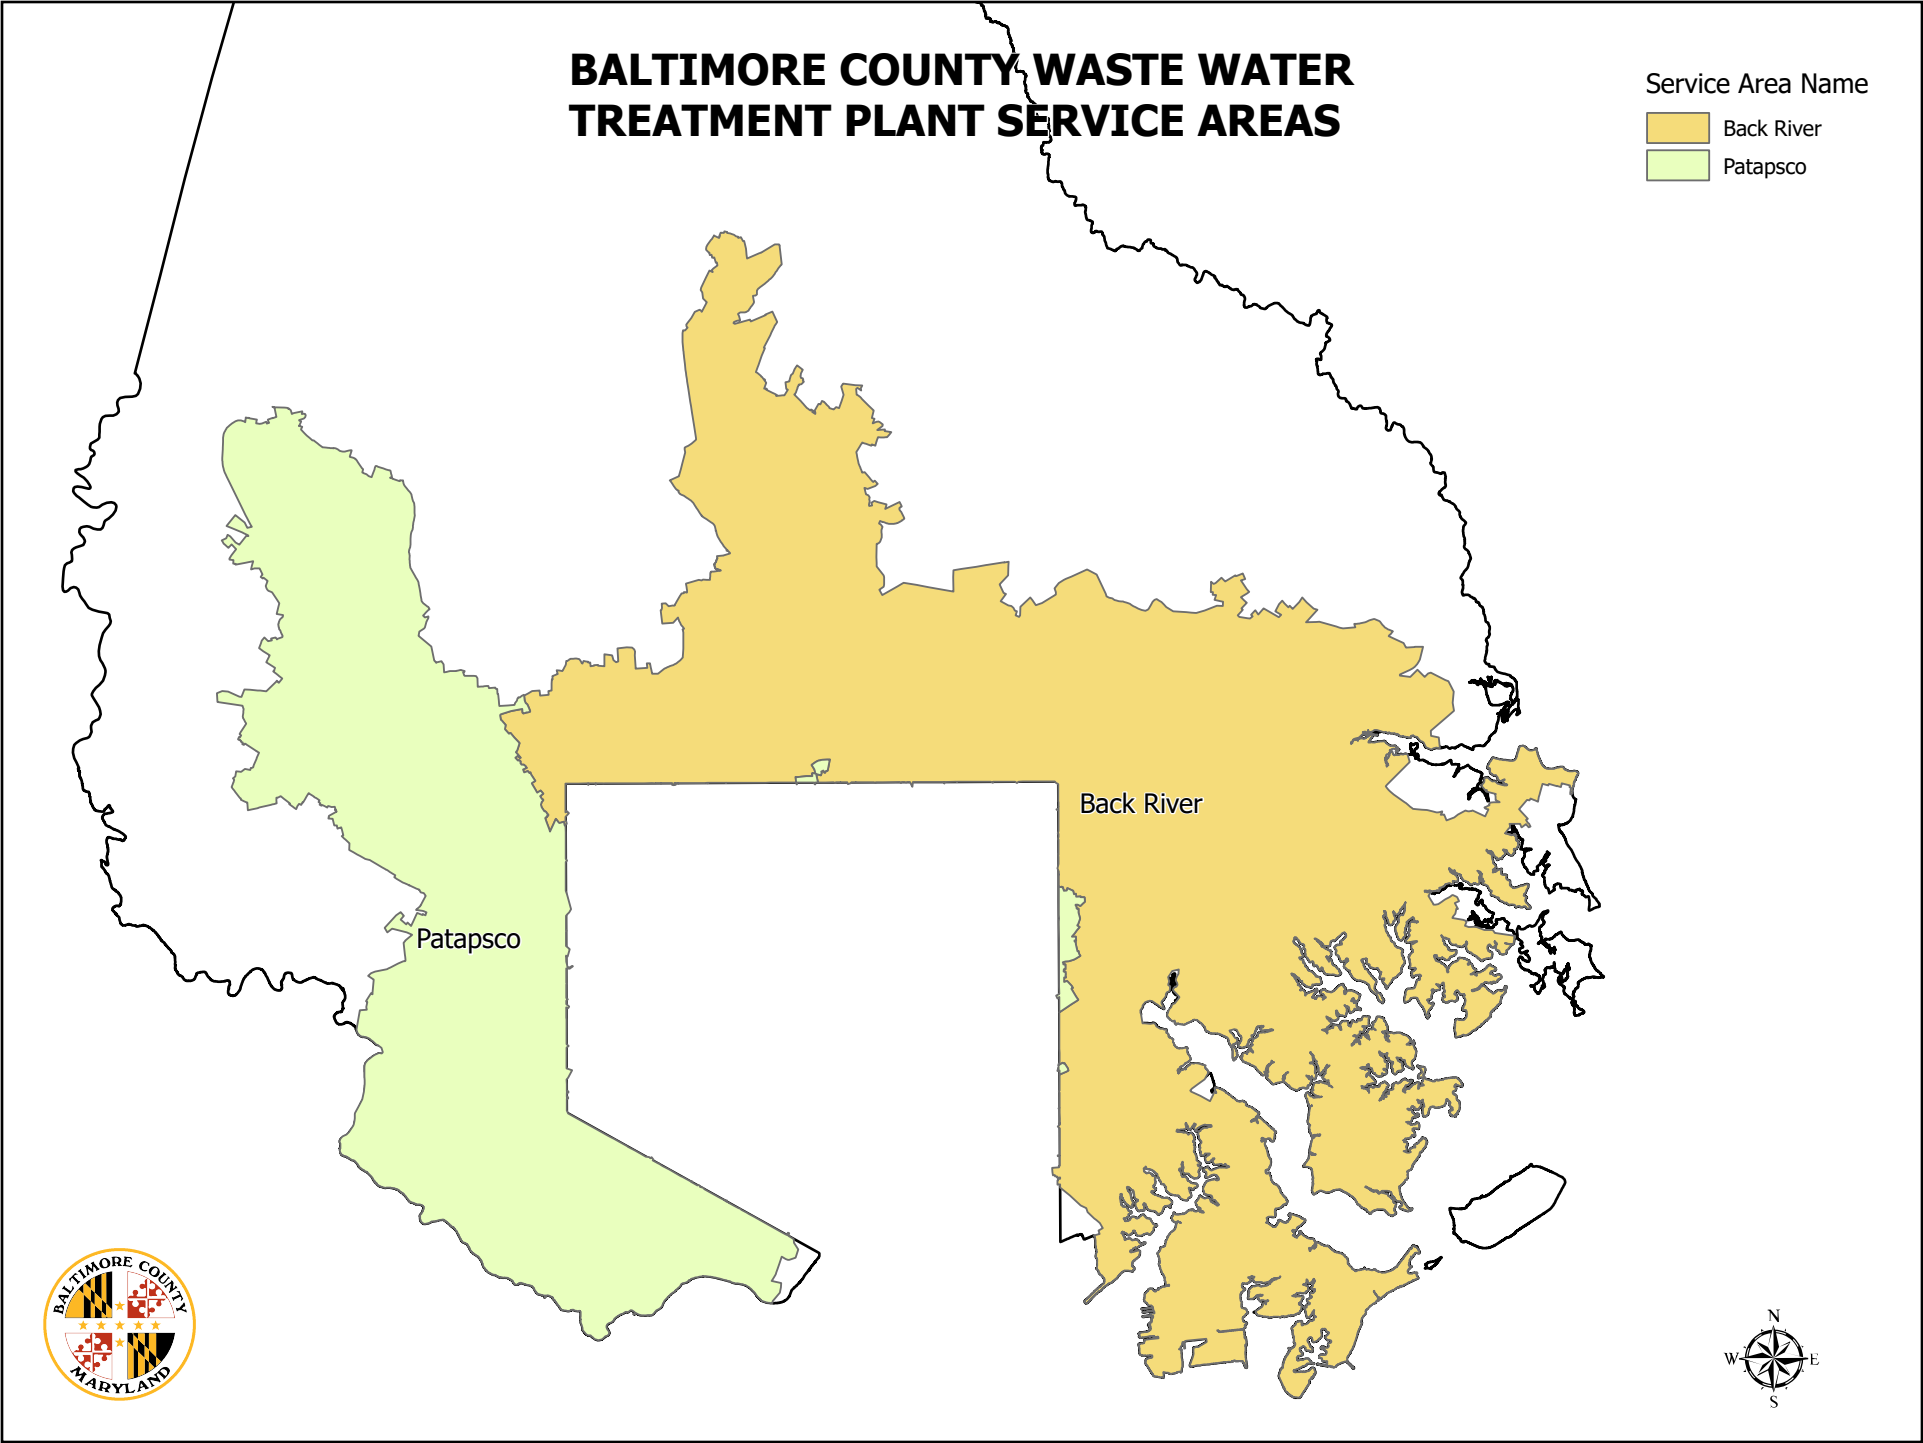 BALTIMORE COUNTY WASTE WATER
TREATMENT PLANT SERVICE AREAS
Service Area Name
Back River
Patapsco
Back River
Patapsco
BALTIMORE COUNTY
MARYLAND
N
W E
S